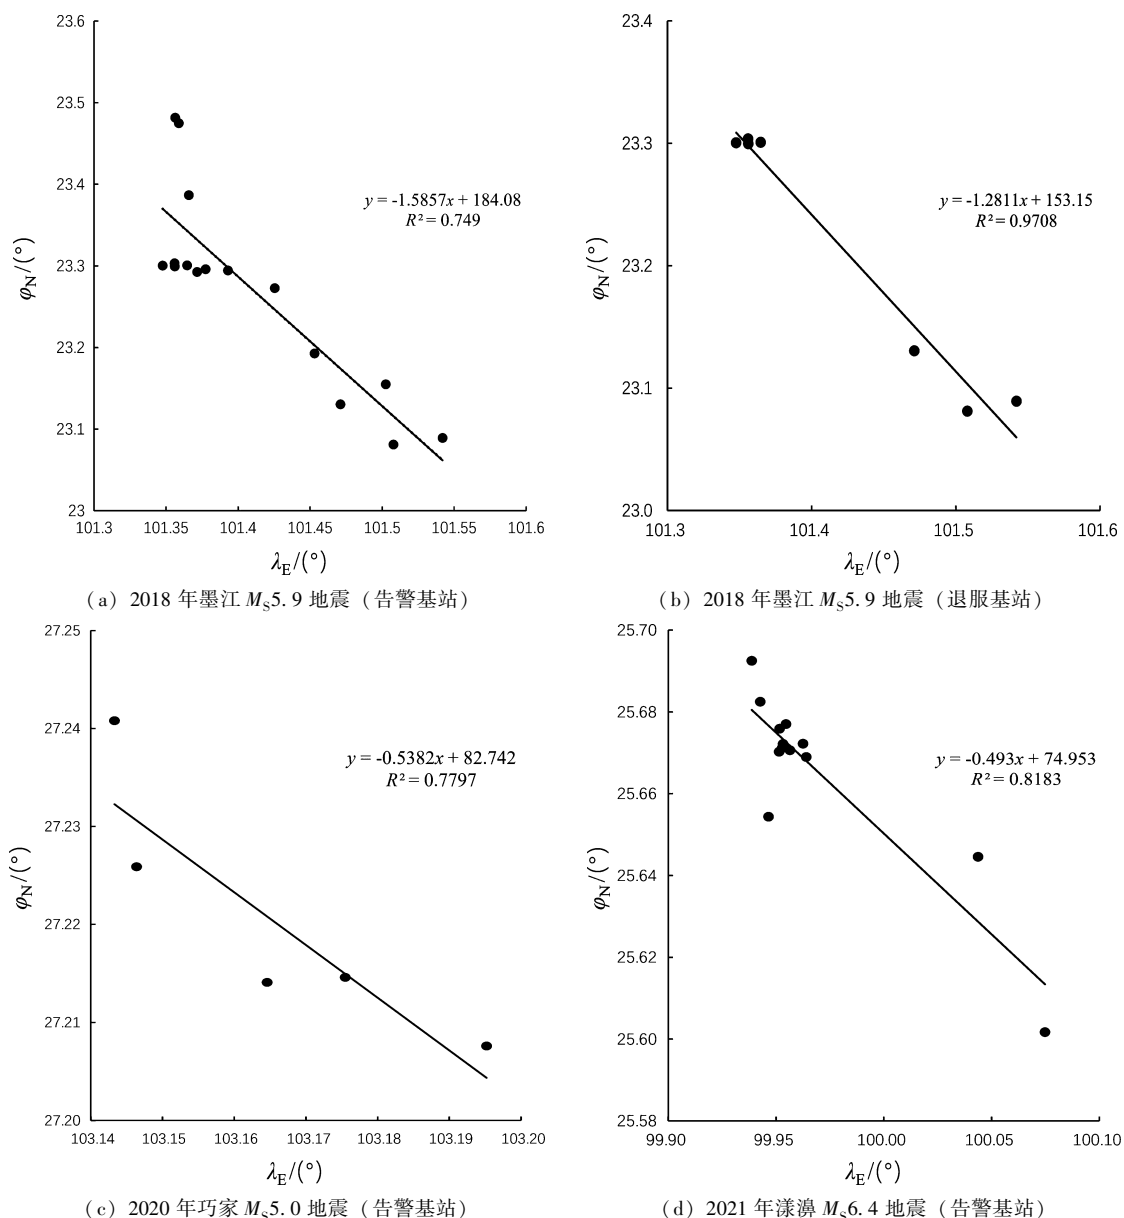 23.6
23.5
23.4
23.3
23.2
23.1
23
φN/(°)
y = -1.5857x + 184.08
R² = 0.749
101.3 101.35 101.4 101.45 101.5 101.55 101.6
λE/(°)
(a) 2018 年墨江 MS5.9 地震 (告警基站)
23.4
23.3
23.2
23.1
23.0
φN/(°)
y = -1.2811x + 153.15
R² = 0.9708
101.3 101.4 101.5 101.6
λE/(°)
(b) 2018 年墨江 MS5.9 地震 (退服基站)
27.25
27.24
27.23
27.22
27.21
27.20
φN/(°)
y = -0.5382x + 82.742
R² = 0.7797
103.14 103.15 103.16 103.17 103.18 103.19 103.20
λE/(°)
(c) 2020 年巧家 MS5.0 地震 (告警基站)
25.70
25.68
25.66
25.64
25.62
25.60
25.58
φN/(°)
y = -0.493x + 74.953
R² = 0.8183
99.90 99.95 100.00 100.05 100.10
λE/(°)
(d) 2021 年漾濞 MS6.4 地震 (告警基站)